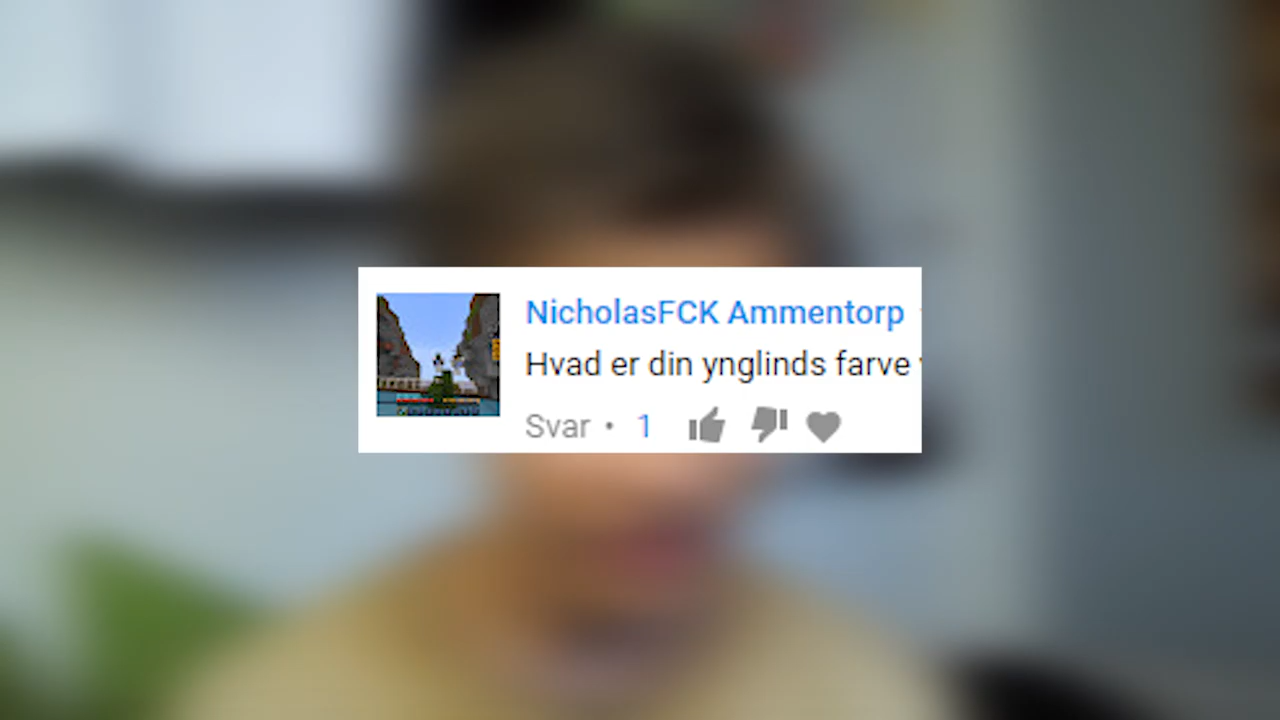 NicholasFCK Ammentorp
Hvad er din ynglinds farve
Svar • 1